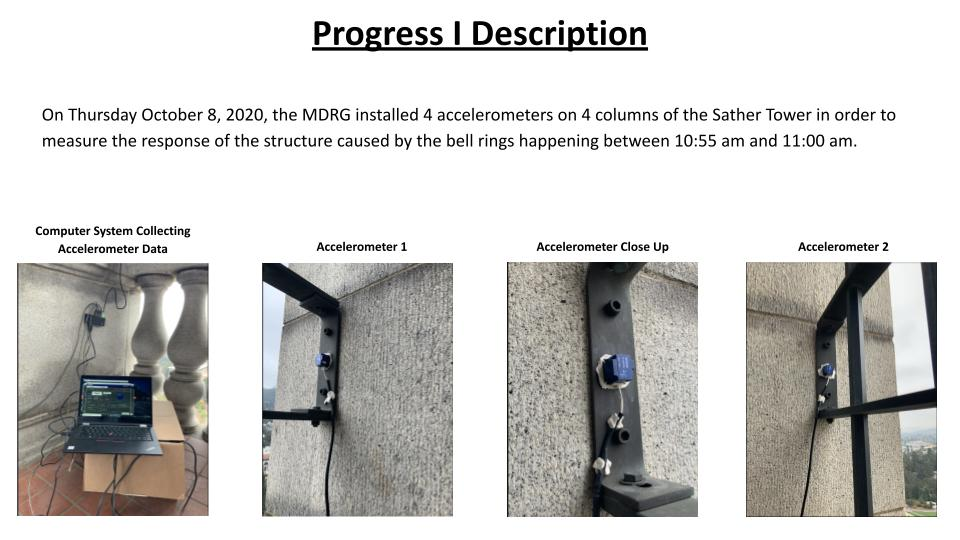 Progress I Description
On Thursday October 8, 2020, the MDRG installed 4 accelerometers on 4 columns of the Sather Tower in order to
measure the response of the structure caused by the bell rings happening between 10:55 am and 11:00 am.
Computer System Collecting
Accelerometer Data
Accelerometer 1
Accelerometer Close Up
Accelerometer 2